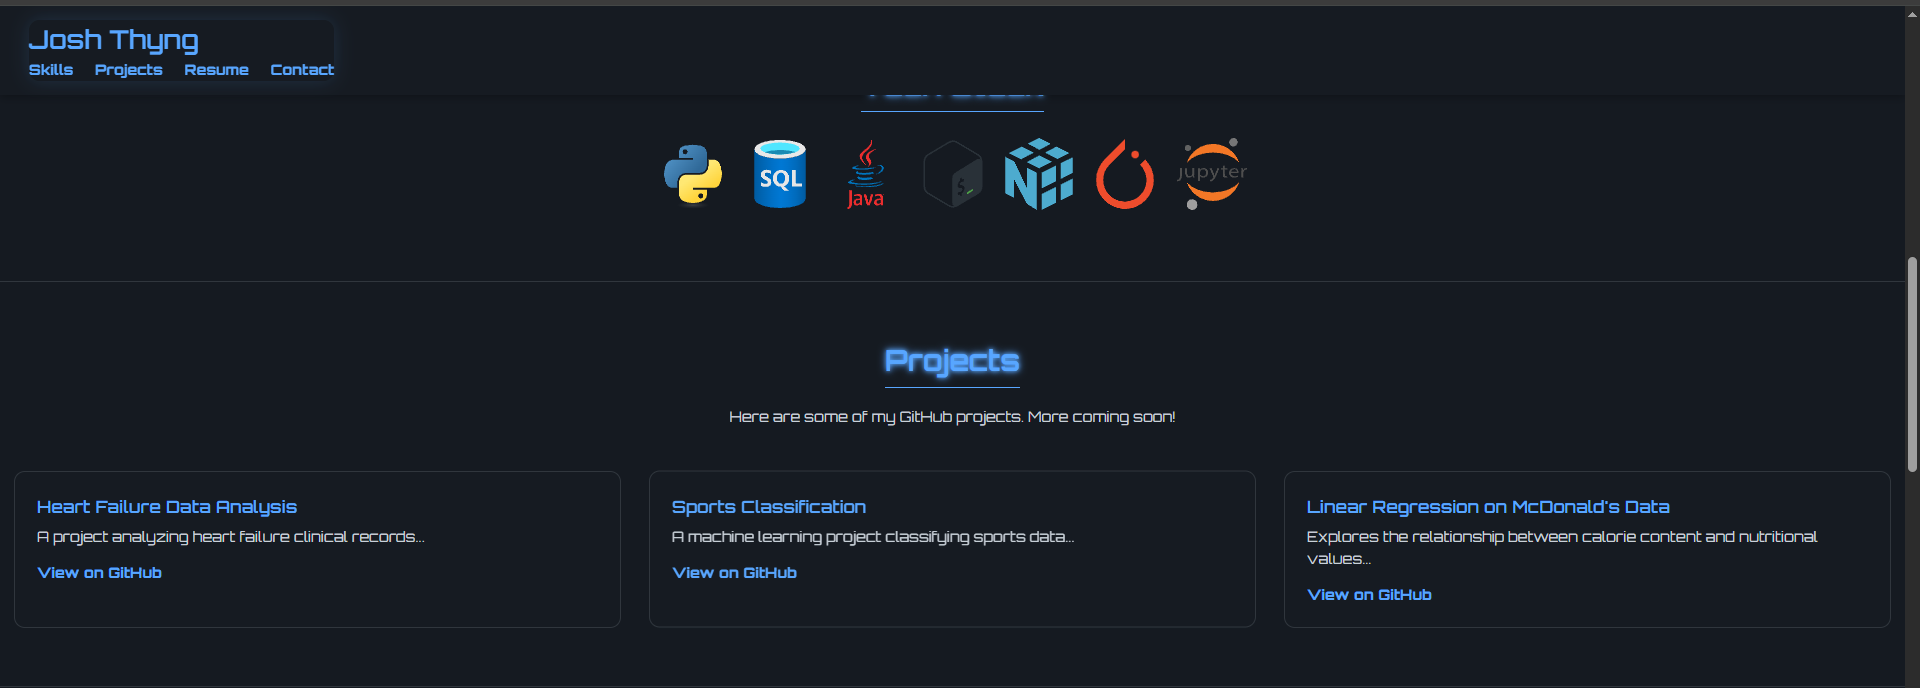 Josh Thyng
Skills Projects Resume Contact
SQL
Java
$_
jupyter
Projects
Here are some of my GitHub projects. More coming soon!
Heart Failure Data Analysis
A project analyzing heart failure clinical records...
View on GitHub
Sports Classification
A machine learning project classifying sports data...
View on GitHub
Linear Regression on McDonald's Data
Explores the relationship between calorie content and nutritional
values...
View on GitHub